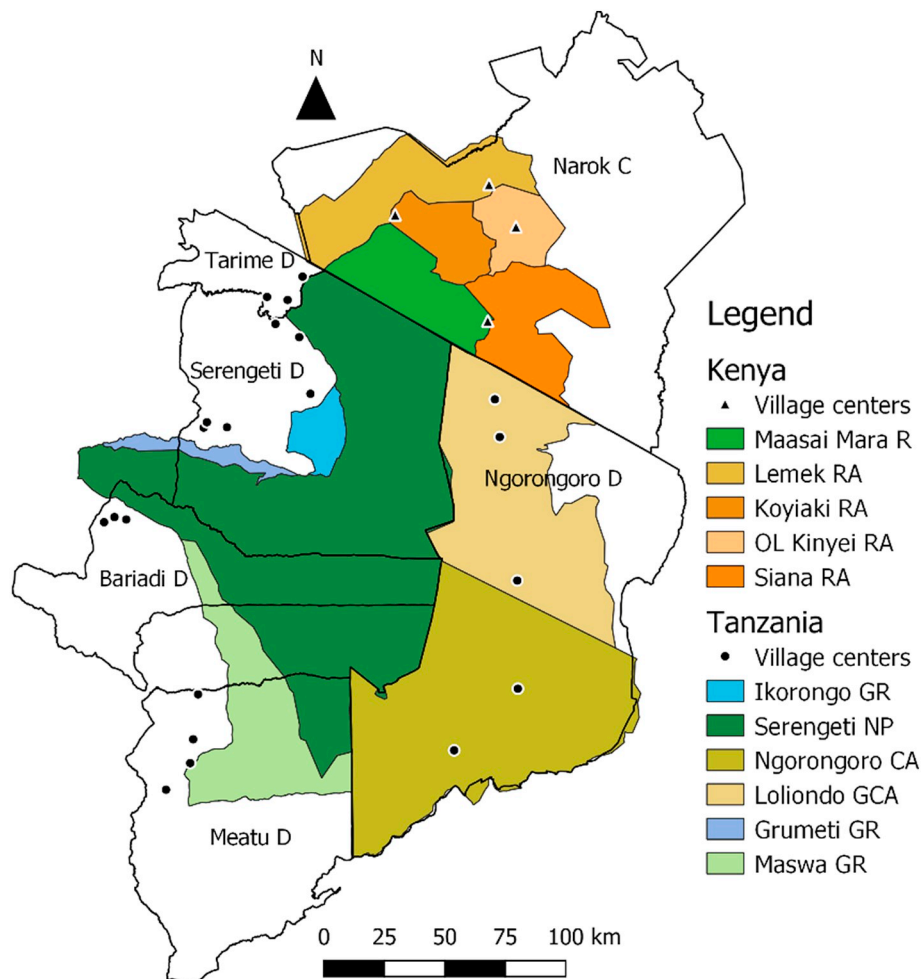 N
Narok C
Tarime D
Serengeti D
Ngorongoro D
Bariadi D
Meatu D
Legend
Kenya
Village centers
Maasai Mara R
Lemek RA
Koyiaki RA
OL Kinyei RA
Siana RA
Tanzania
Village centers
Ikorongo GR
Serengeti NP
Ngorongoro CA
Loliondo GCA
Grumeti GR
Maswa GR
0 25 50 75 100 km